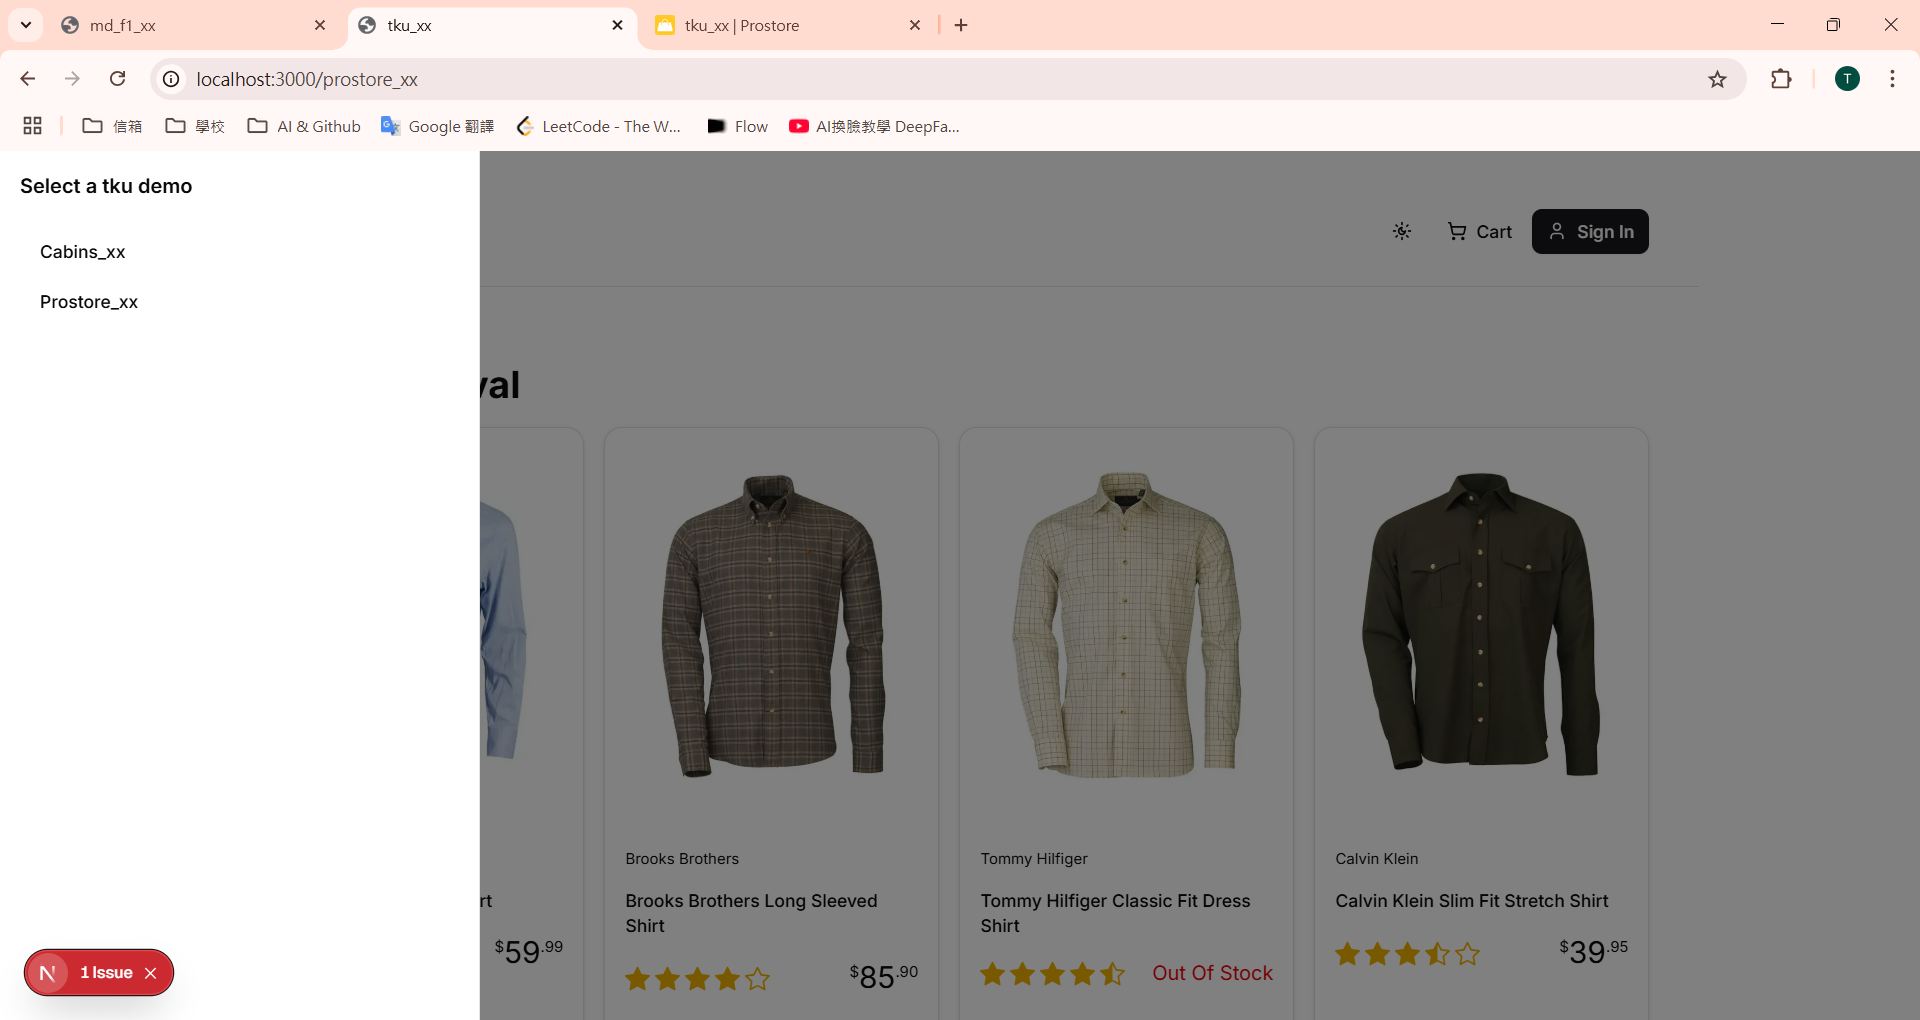 md_f1_xx
tku_xx
tku_xx | Prostore
localhost:3000/prostore_xx
T
信箱
學校
AI & Github
Google 翻譯
LeetCode - The W...
Flow
AI換臉教學 DeepFa...
Select a tku demo
Cabins_xx
Prostore_xx
Cart
Sign In
val
Brooks Brothers
Tommy Hilfiger
Calvin Klein
rt
Brooks Brothers Long Sleeved
Shirt
Tommy Hilfiger Classic Fit Dress
Shirt
Calvin Klein Slim Fit Stretch Shirt
$59.99
$85.90
Out Of Stock
$39.95
N
1 Issue